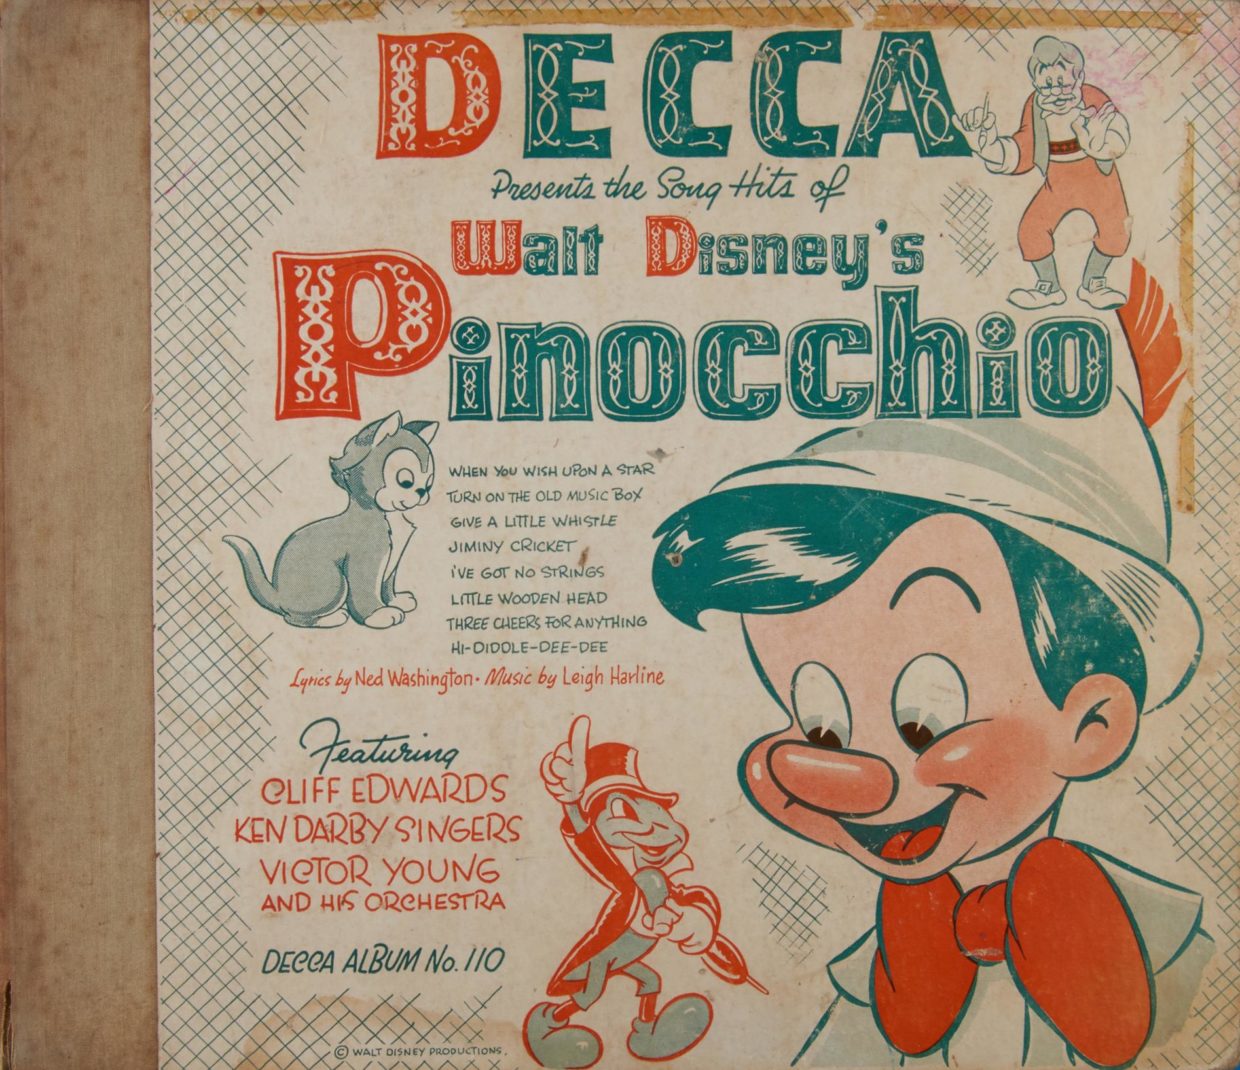 DECCA
Presents the Song Hits of
Walt Disney's
Pinocchio
WHEN YOU WISH UPON A STAR
TURN ON THE OLD MUSIC BOX
GIVE A LITTLE WHISTLE
JIMINY CRICKET
I'VE GOT NO STRINGS
LITTLE WOODEN HEAD
THREE CHEERS FOR ANYTHING
HI-DIDDLE-DEE-DEE
Lyrics by Ned Washington • Music by Leigh Harline
Featuring
CLIFF EDWARDS
KEN DARBY SINGERS
VICTOR YOUNG
AND HIS ORCHESTRA
DECCA ALBUM No. 110
© WALT DISNEY PRODUCTIONS.